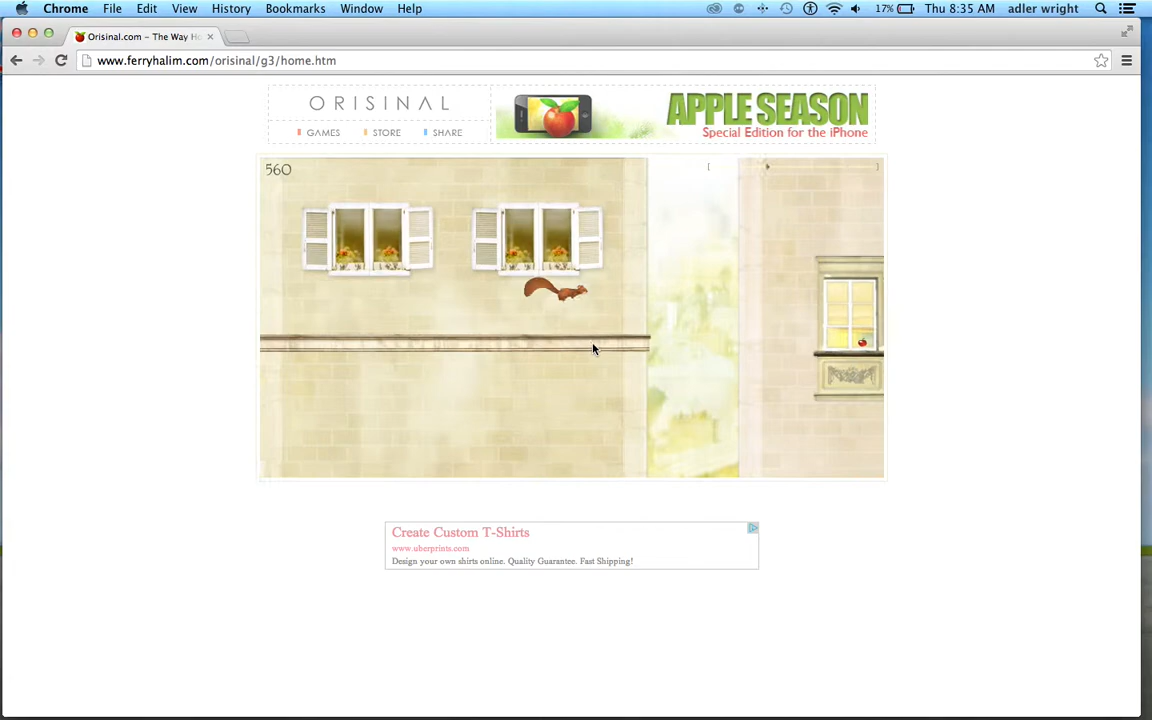 Chrome File Edit View History Bookmarks Window Help 17% Thu 8:35 AM adler wright
Orisinal.com – The Way Ho
www.ferryhalim.com/orisinal/g3/home.htm
ORISINAL
GAMES STORE SHARE
APPLE SEASON
Special Edition for the iPhone
560
Create Custom T-Shirts
www.uberprints.com
Design your own shirts online. Quality Guarantee. Fast Shipping!